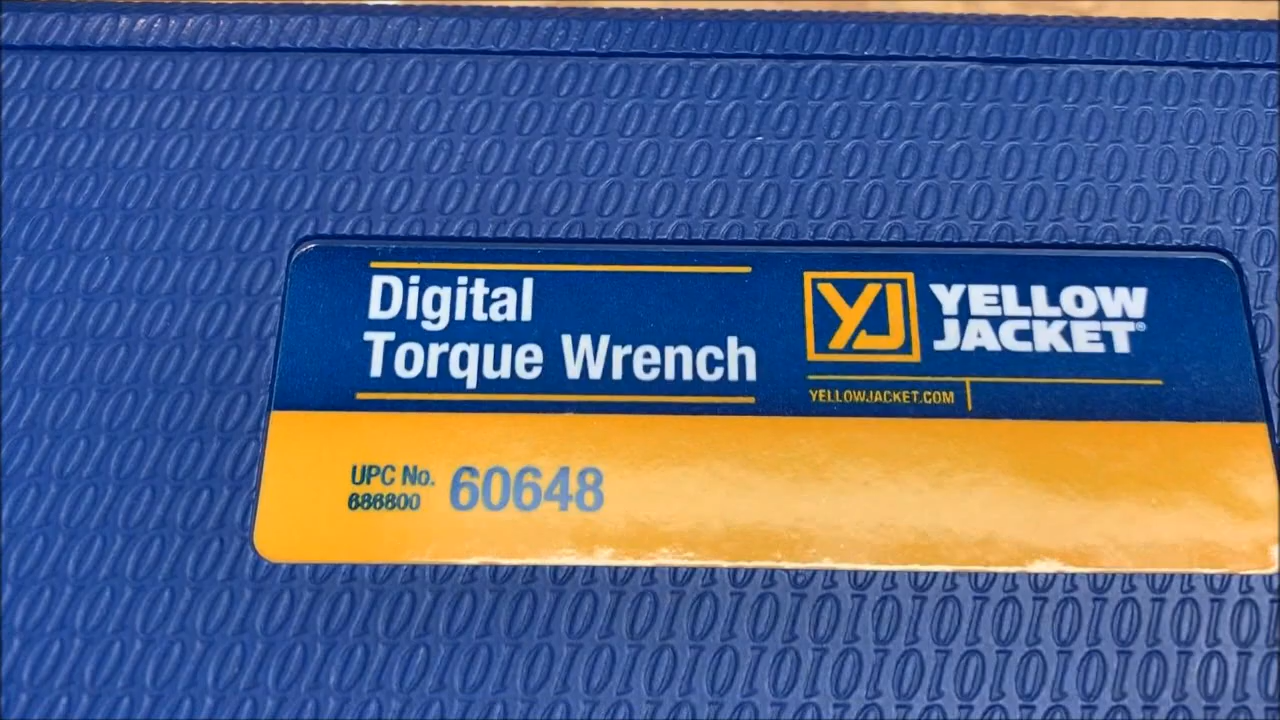 Digital
Torque Wrench
YJ
YELLOW
JACKET®
YELLOWJACKET.COM
UPC No.
686800
60648